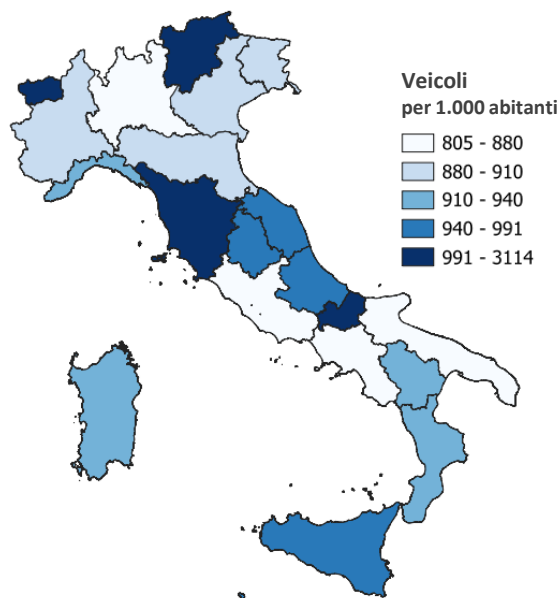 Veicoli
per 1.000 abitanti
805 - 880
880 - 910
910 - 940
940 - 991
991 - 3114